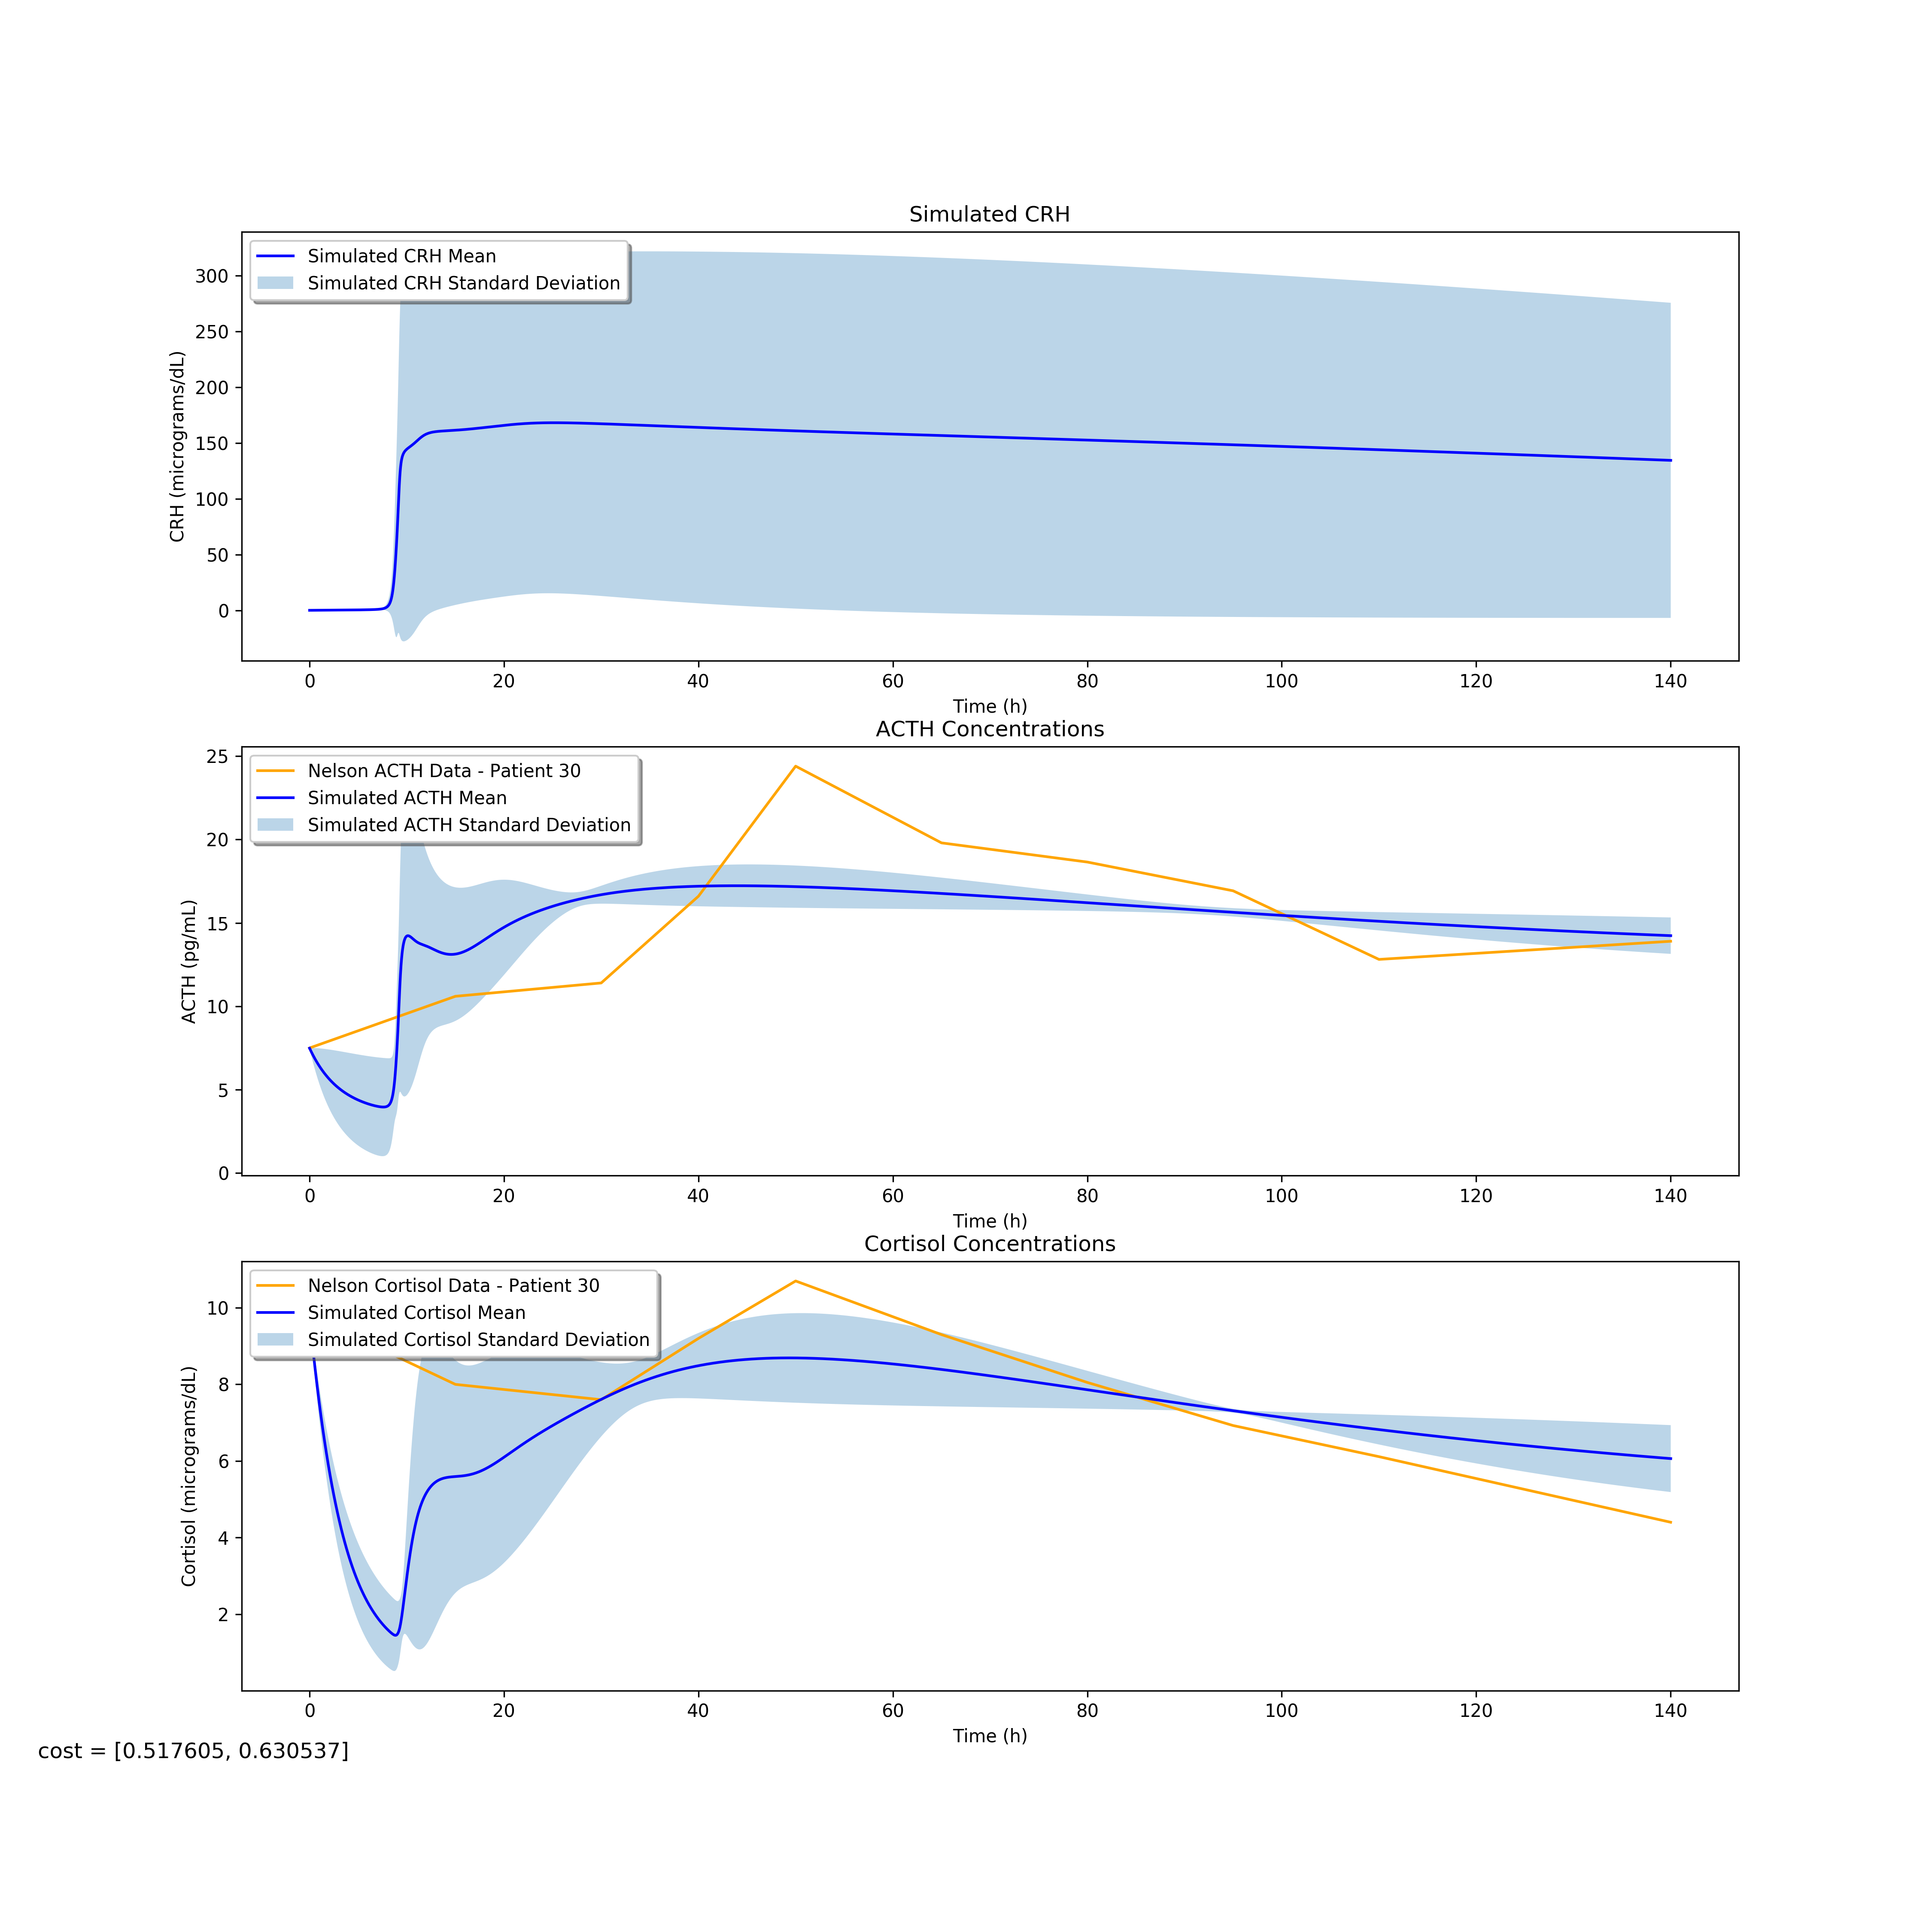 Simulated CRH
Simulated CRH Mean
Simulated CRH Standard Deviation
CRH (micrograms/dL)
300
250
200
150
100
50
0
0 20 40 60 80 100 120 140
Time (h)
ACTH Concentrations
Nelson ACTH Data - Patient 30
Simulated ACTH Mean
Simulated ACTH Standard Deviation
ACTH (pg/mL)
25
20
15
10
5
0
0 20 40 60 80 100 120 140
Time (h)
Cortisol Concentrations
Nelson Cortisol Data - Patient 30
Simulated Cortisol Mean
Simulated Cortisol Standard Deviation
Cortisol (micrograms/dL)
10
8
6
4
2
0 20 40 60 80 100 120 140
Time (h)
cost = [0.517605, 0.630537]